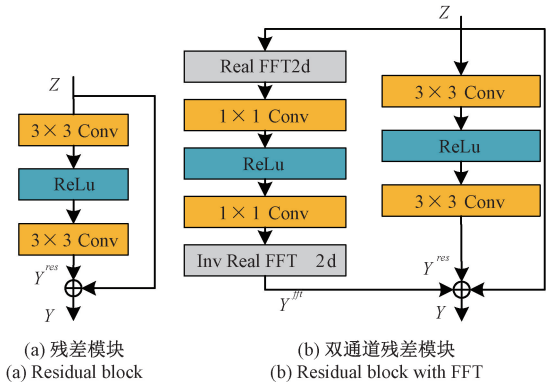 Z
3×3 Conv
ReLu
3×3 Conv
Y^res
Y
(a) 残差模块
(a) Residual block
Z
Real FFT2d
1×1 Conv
ReLu
1×1 Conv
Inv Real FFT 2d
Y^fft
3×3 Conv
ReLu
3×3 Conv
Y^res
Y
(b) 双通道残差模块
(b) Residual block with FFT